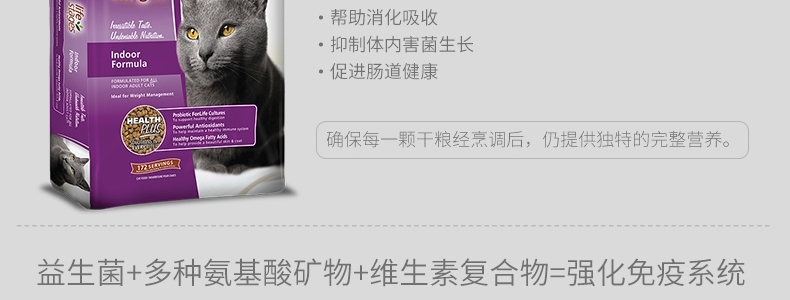 life
stages
Irresistible Taste.
Undeniable Nutrition.
Indoor
Formula
FORMULATED FOR ALL
INDOOR ADULT CATS
Ideal for Weight Management
Indoor
Formula
Probiotic ForLife Cultures
To support healthy digestion
Powerful Antioxidants
To help maintain a healthy immune system
Healthy Omega Fatty Acids
To help provide a beautiful skin & coat
HEALTH
PLUS
172 SERVINGS
• 帮助消化吸收
• 抑制体内害菌生长
• 促进肠道健康
确保每一颗干粮经烹调后，仍提供独特的完整营养。
益生菌+多种氨基酸矿物+维生素复合物=强化免疫系统